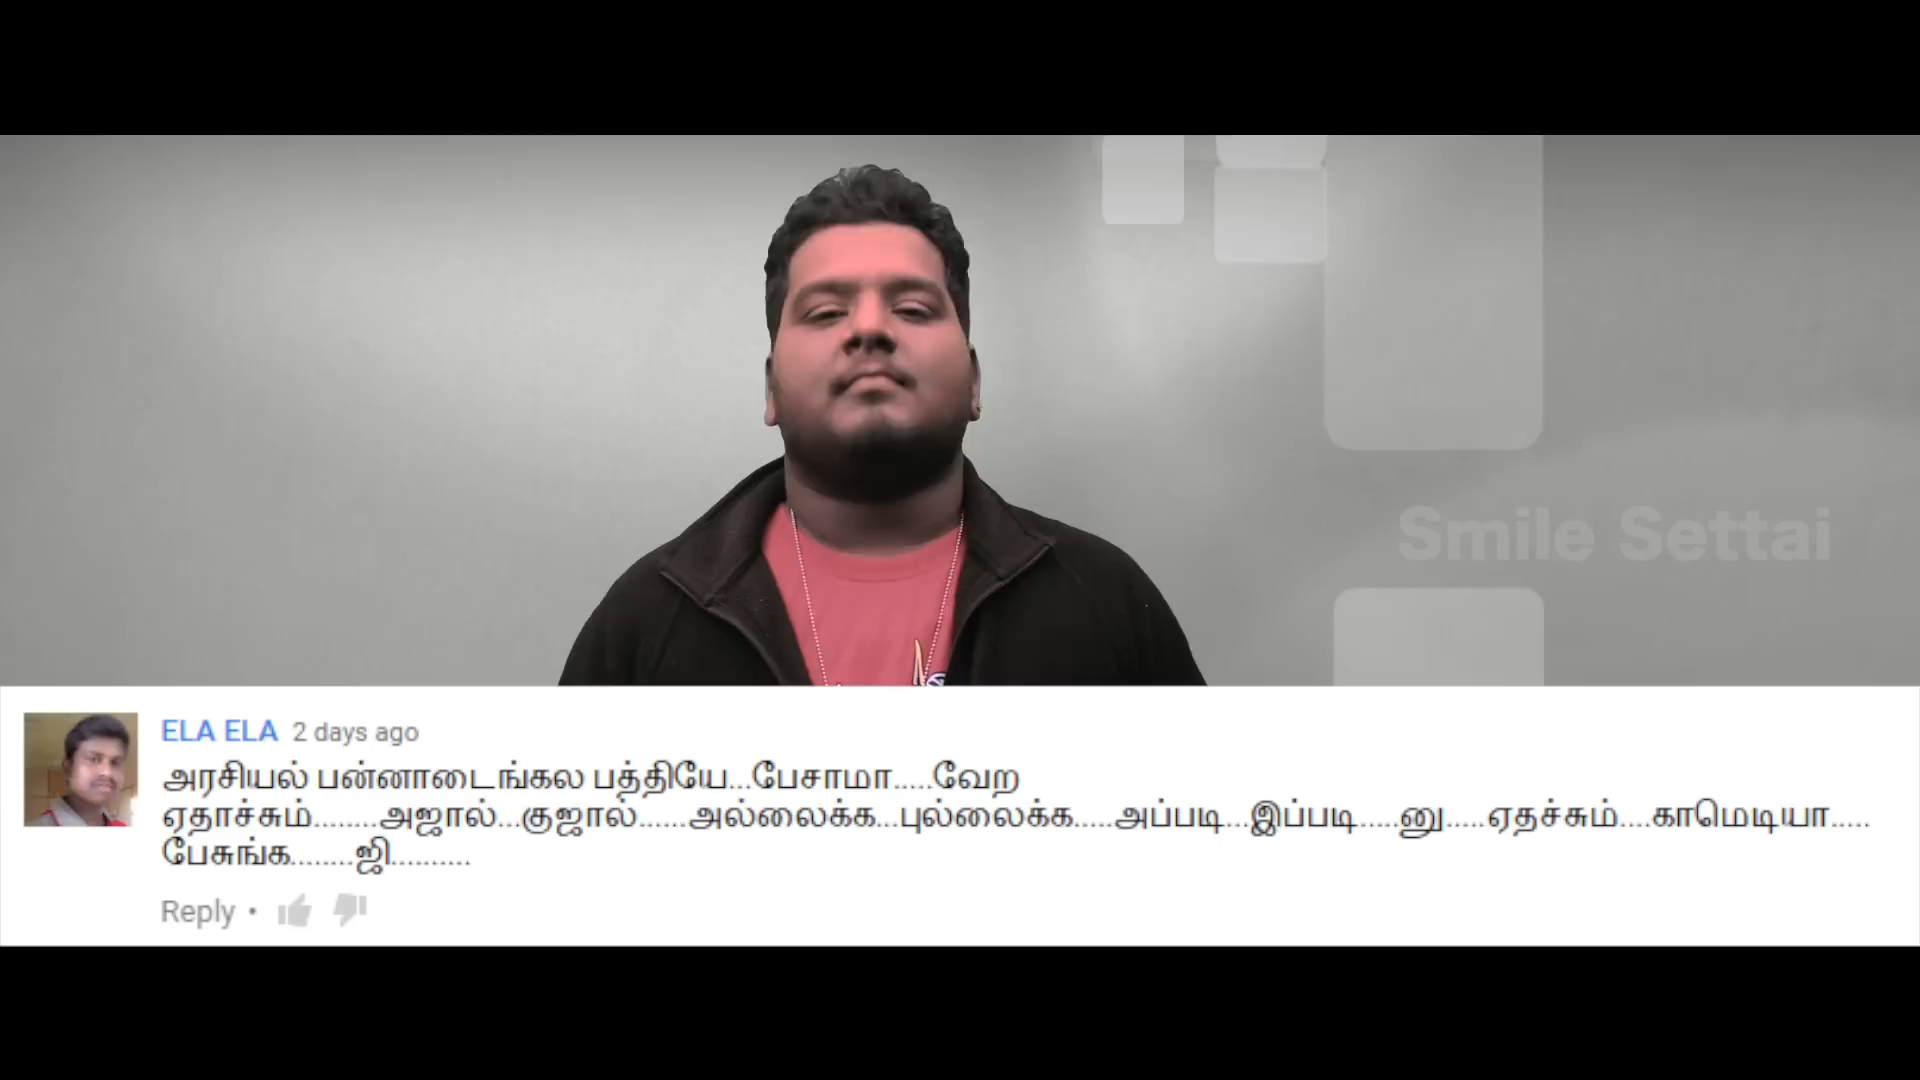 Smile Settai
ELA ELA 2 days ago
அரசியல் பன்னாடைங்கல பத்தியே...பேசாமா.....வேற
ஏதாச்சும்........அஜால்...குஜால்......அல்லைக்க...புல்லைக்க.....அப்படி...இப்படி.....னு.....ஏதச்சும்....காமெடியா.....
பேசுங்க........ஜி..........
Reply •